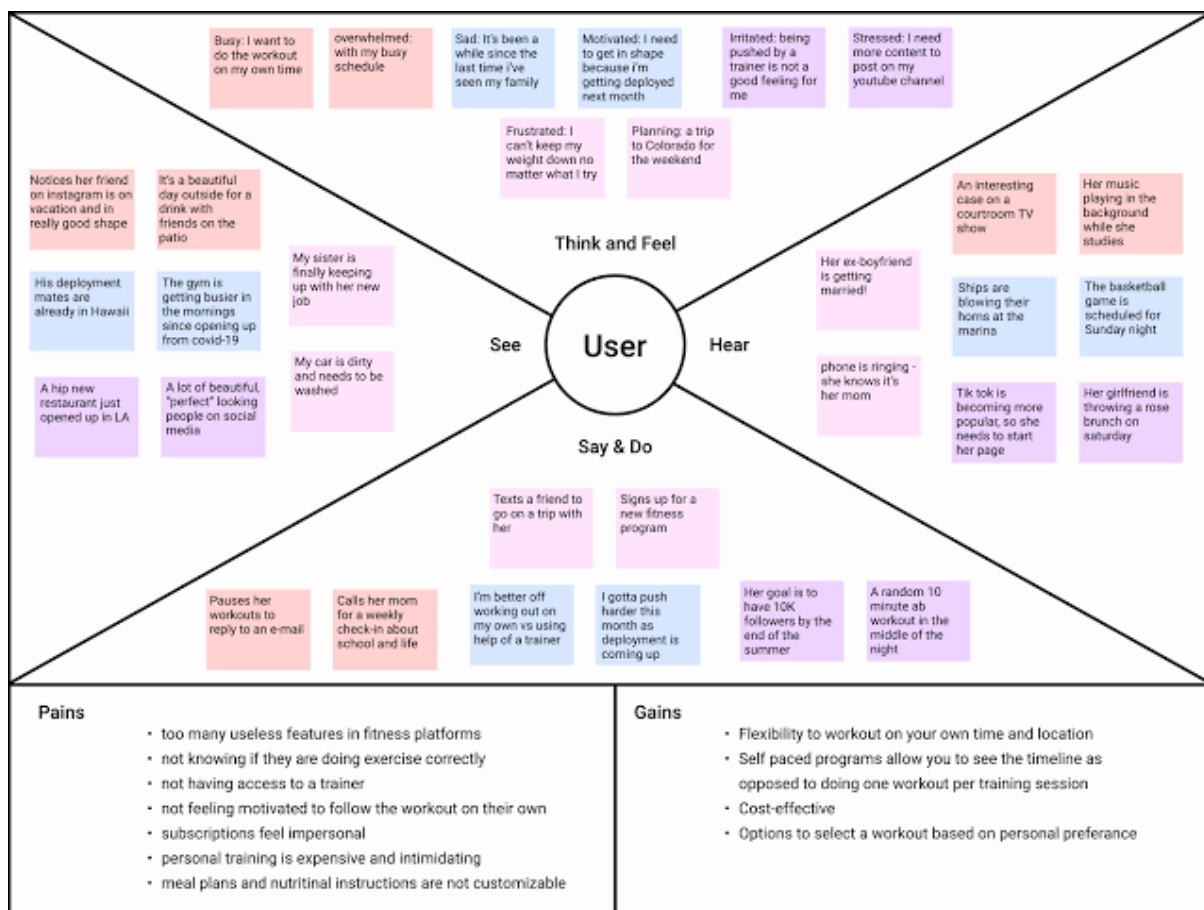 Busy: I want to
do the workout
on my own time
overwhelmed:
with my busy
schedule
Sad: It's been a
while since the
last time i've
seen my family
Motivated: I need
to get in shape
because i'm
getting deployed
next month
Irritated: being
pushed by a
trainer is not a
good feeling for
me
Stressed: I need
more content to
post on my
youtube channel
Frustrated: I
can't keep my
weight down no
matter what I try
Planning: a trip
to Colorado for
the weekend
Think and Feel
Notices her friend
on instagram is on
vacation and in
really good shape
It's a beautiful
day outside for a
drink with
friends on the
patio
My sister is
finally keeping
up with her new
job
His deployment
mates are
already in Hawaii
The gym is
getting busier in
the mornings
since opening up
from covid-19
My car is dirty
and needs to be
washed
A hip new
restaurant just
opened up in LA
A lot of beautiful,
"perfect" looking
people on social
media
See
User
Hear
Her ex-boyfriend
is getting
married!
An interesting
case on a
courtroom TV
show
Her music
playing in the
background
while she
studies
Ships are
blowing their
horns at the
marina
The basketball
game is
scheduled for
Sunday night
phone is ringing -
she knows it's
her mom
Tik tok is
becoming more
popular, so she
needs to start
her page
Her girlfriend is
throwing a rose
brunch on
saturday
Say & Do
Texts a friend to
go on a trip with
her
Signs up for a
new fitness
program
Pauses her
workouts to
reply to an e-mail
Calls her mom
for a weekly
check-in about
school and life
I'm better off
working out on
my own vs using
help of a trainer
I gotta push
harder this
month as
deployment is
coming up
Her goal is to
have 10K
followers by the
end of the
summer
A random 10
minute ab
workout in the
middle of the
night
Pains
• too many useless features in fitness platforms
• not knowing if they are doing exercise correctly
• not having access to a trainer
• not feeling motivated to follow the workout on their own
• subscriptions feel impersonal
• personal training is expensive and intimidating
• meal plans and nutritinal instructions are not customizable
Gains
• Flexibility to workout on your own time and location
• Self paced programs allow you to see the timeline as
opposed to doing one workout per training session
• Cost-effective
• Options to select a workout based on personal preferance